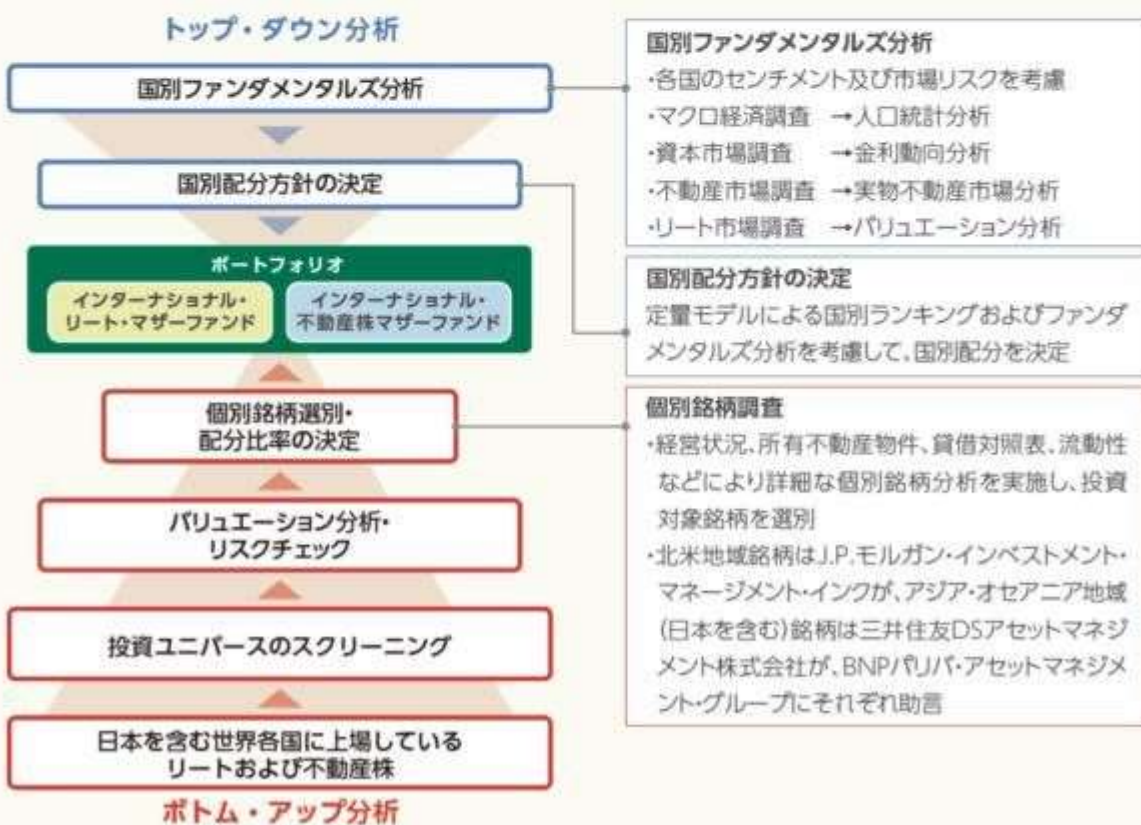 トップ・ダウン分析
国別ファンダメンタルズ分析
国別配分方針の決定
ポートフォリオ
インターナショナル・
リート・マザーファンド
インターナショナル・
不動産株マザーファンド
個別銘柄選別・
配分比率の決定
バリュエーション分析・
リスクチェック
投資ユニバースのスクリーニング
日本を含む世界各国に上場している
リートおよび不動産株
ボトム・アップ分析
国別ファンダメンタルズ分析
・各国のセンチメント及び市場リスクを考慮
・マクロ経済調査 →人口統計分析
・資本市場調査 →金利動向分析
・不動産市場調査 →実物不動産市場分析
・リート市場調査 →バリュエーション分析
国別配分方針の決定
定量モデルによる国別ランキングおよびファンダ
メンタルズ分析を考慮して、国別配分を決定
個別銘柄調査
・経営状況、所有不動産物件、貸借対照表、流動性
などにより詳細な個別銘柄分析を実施し、投資
対象銘柄を選別
・北米地域銘柄はJ.P.モルガン・インベストメント・
マネージメント・インクが、アジア・オセアニア地域
(日本を含む)銘柄は三井住友DSアセットマネジ
メント株式会社が、BNPパリバ・アセットマネジメ
ント・グループにそれぞれ助言